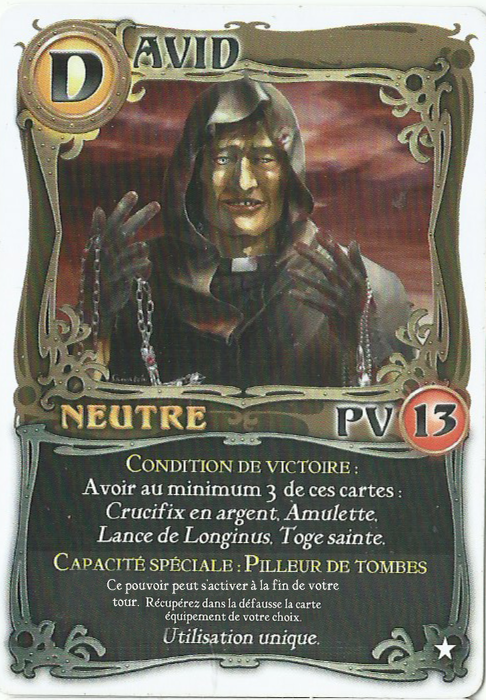 DAVID
NEUTRE PV 13
CONDITION DE VICTOIRE :
Avoir au minimum 3 de ces cartes :
Crucifix en argent, Amulette,
Lance de Longinus, Toge sainte.
CAPACITÉ SPÉCIALE : PILLEUR DE TOMBES
Ce pouvoir peut s'activer à la fin de votre
tour. Récupérez dans la défausse la carte
équipement de votre choix.
Utilisation unique.